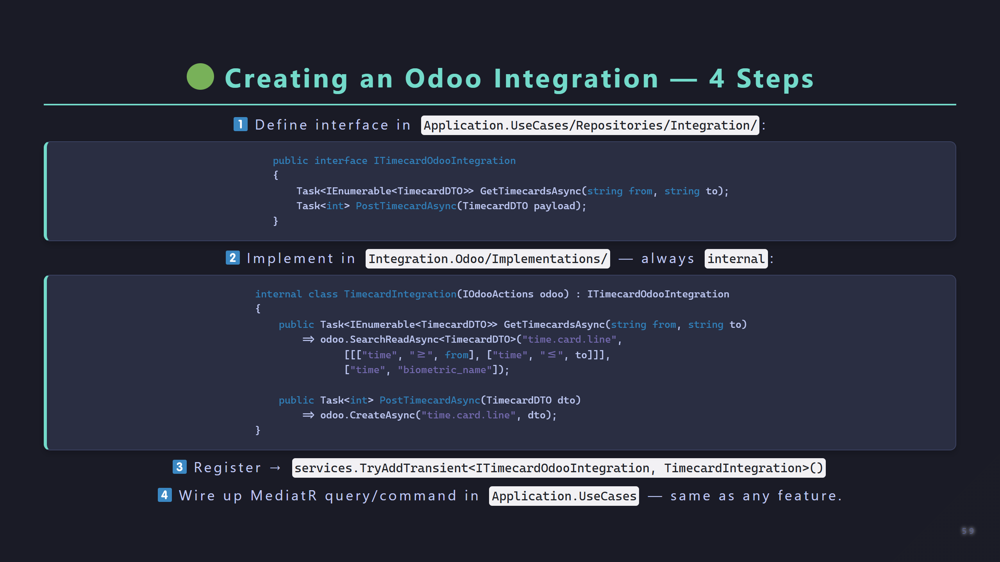 🟢 Creating an Odoo Integration — 4 Steps
1️⃣ Define interface in Application.UseCases/Repositories/Integration/:
public interface ITimecardOdooIntegration
{
    Task<IEnumerable<TimecardDTO>> GetTimecardsAsync(string from, string to);
    Task<int> PostTimecardAsync(TimecardDTO payload);
}
2️⃣ Implement in Integration.Odoo/Implementations/ — always internal:
internal class TimecardIntegration(IOdooActions odoo) : ITimecardOdooIntegration
{
    public Task<IEnumerable<TimecardDTO>> GetTimecardsAsync(string from, string to)
        => odoo.SearchReadAsync<TimecardDTO>("time.card.line",
               [[["time", ">=", from], ["time", "<=", to]]],
               ["time", "biometric_name"]);

    public Task<int> PostTimecardAsync(TimecardDTO dto)
        => odoo.CreateAsync("time.card.line", dto);
}
3️⃣ Register → services.TryAddTransient<ITimecardOdooIntegration, TimecardIntegration>()
4️⃣ Wire up MediatR query/command in Application.UseCases — same as any feature.
59